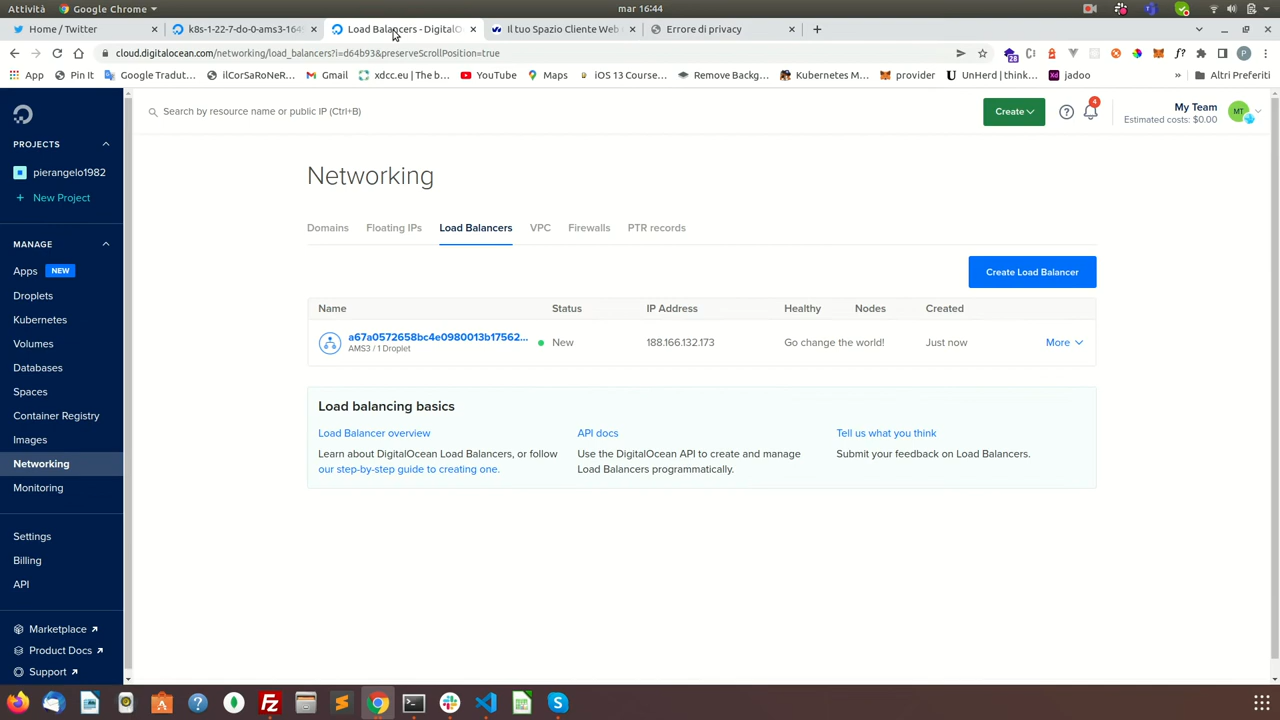 Attività
Google Chrome
mar 16:44
Home / Twitter
k8s-1-22-7-do-0-ams3-164
Load Balancers - DigitalO
Il tuo Spazio Cliente Web
Errore di privacy
cloud.digitalocean.com/networking/load_balancers?i=d64b93&preserveScrollPosition=true
28
App
Pin It
Google Tradut...
ilCorSaRoNeR...
Gmail
xdcc.eu | The b...
YouTube
Maps
iOS 13 Course...
Remove Backg...
Kubernetes M...
provider
UnHerd | think...
jadoo
»
Altri Preferiti
Search by resource name or public IP (Ctrl+B)
Create
?
4
My Team
Estimated costs: $0.00
MT
PROJECTS
pierangelo1982
+ New Project
MANAGE
Apps NEW
Droplets
Kubernetes
Volumes
Databases
Spaces
Container Registry
Images
Networking
Monitoring
Settings
Billing
API
Marketplace ↗
Product Docs ↗
Support ↗
Networking
Domains Floating IPs Load Balancers VPC Firewalls PTR records
Create Load Balancer
Name Status IP Address Healthy Nodes Created
a67a0572658bc4e0980013b17562...
AMS3 / 1 Droplet
New 188.166.132.173 Go change the world! Just now More
Load balancing basics
Load Balancer overview
Learn about DigitalOcean Load Balancers, or follow
our step-by-step guide to creating one.
API docs
Use the DigitalOcean API to create and manage
Load Balancers programmatically.
Tell us what you think
Submit your feedback on Load Balancers.